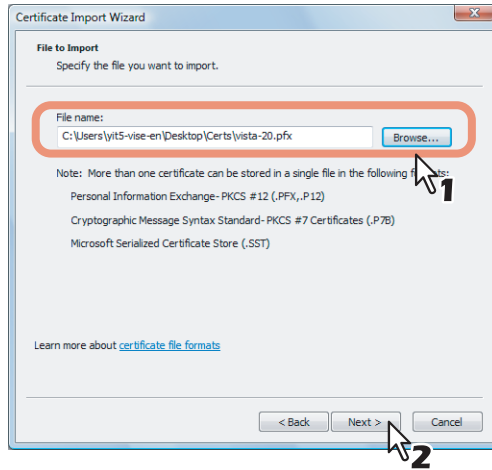 Certificate Import Wizard
File to Import
Specify the file you want to import.
File name:
C:\Users\yit5-vise-en\Desktop\Certs\vista-20.pfx
Browse...
Note: More than one certificate can be stored in a single file in the following formats:
1
Personal Information Exchange- PKCS #12 (.PFX,.P12)
Cryptographic Message Syntax Standard- PKCS #7 Certificates (.P7B)
Microsoft Serialized Certificate Store (.SST)
Learn more about certificate file formats
< Back Next > Cancel
2